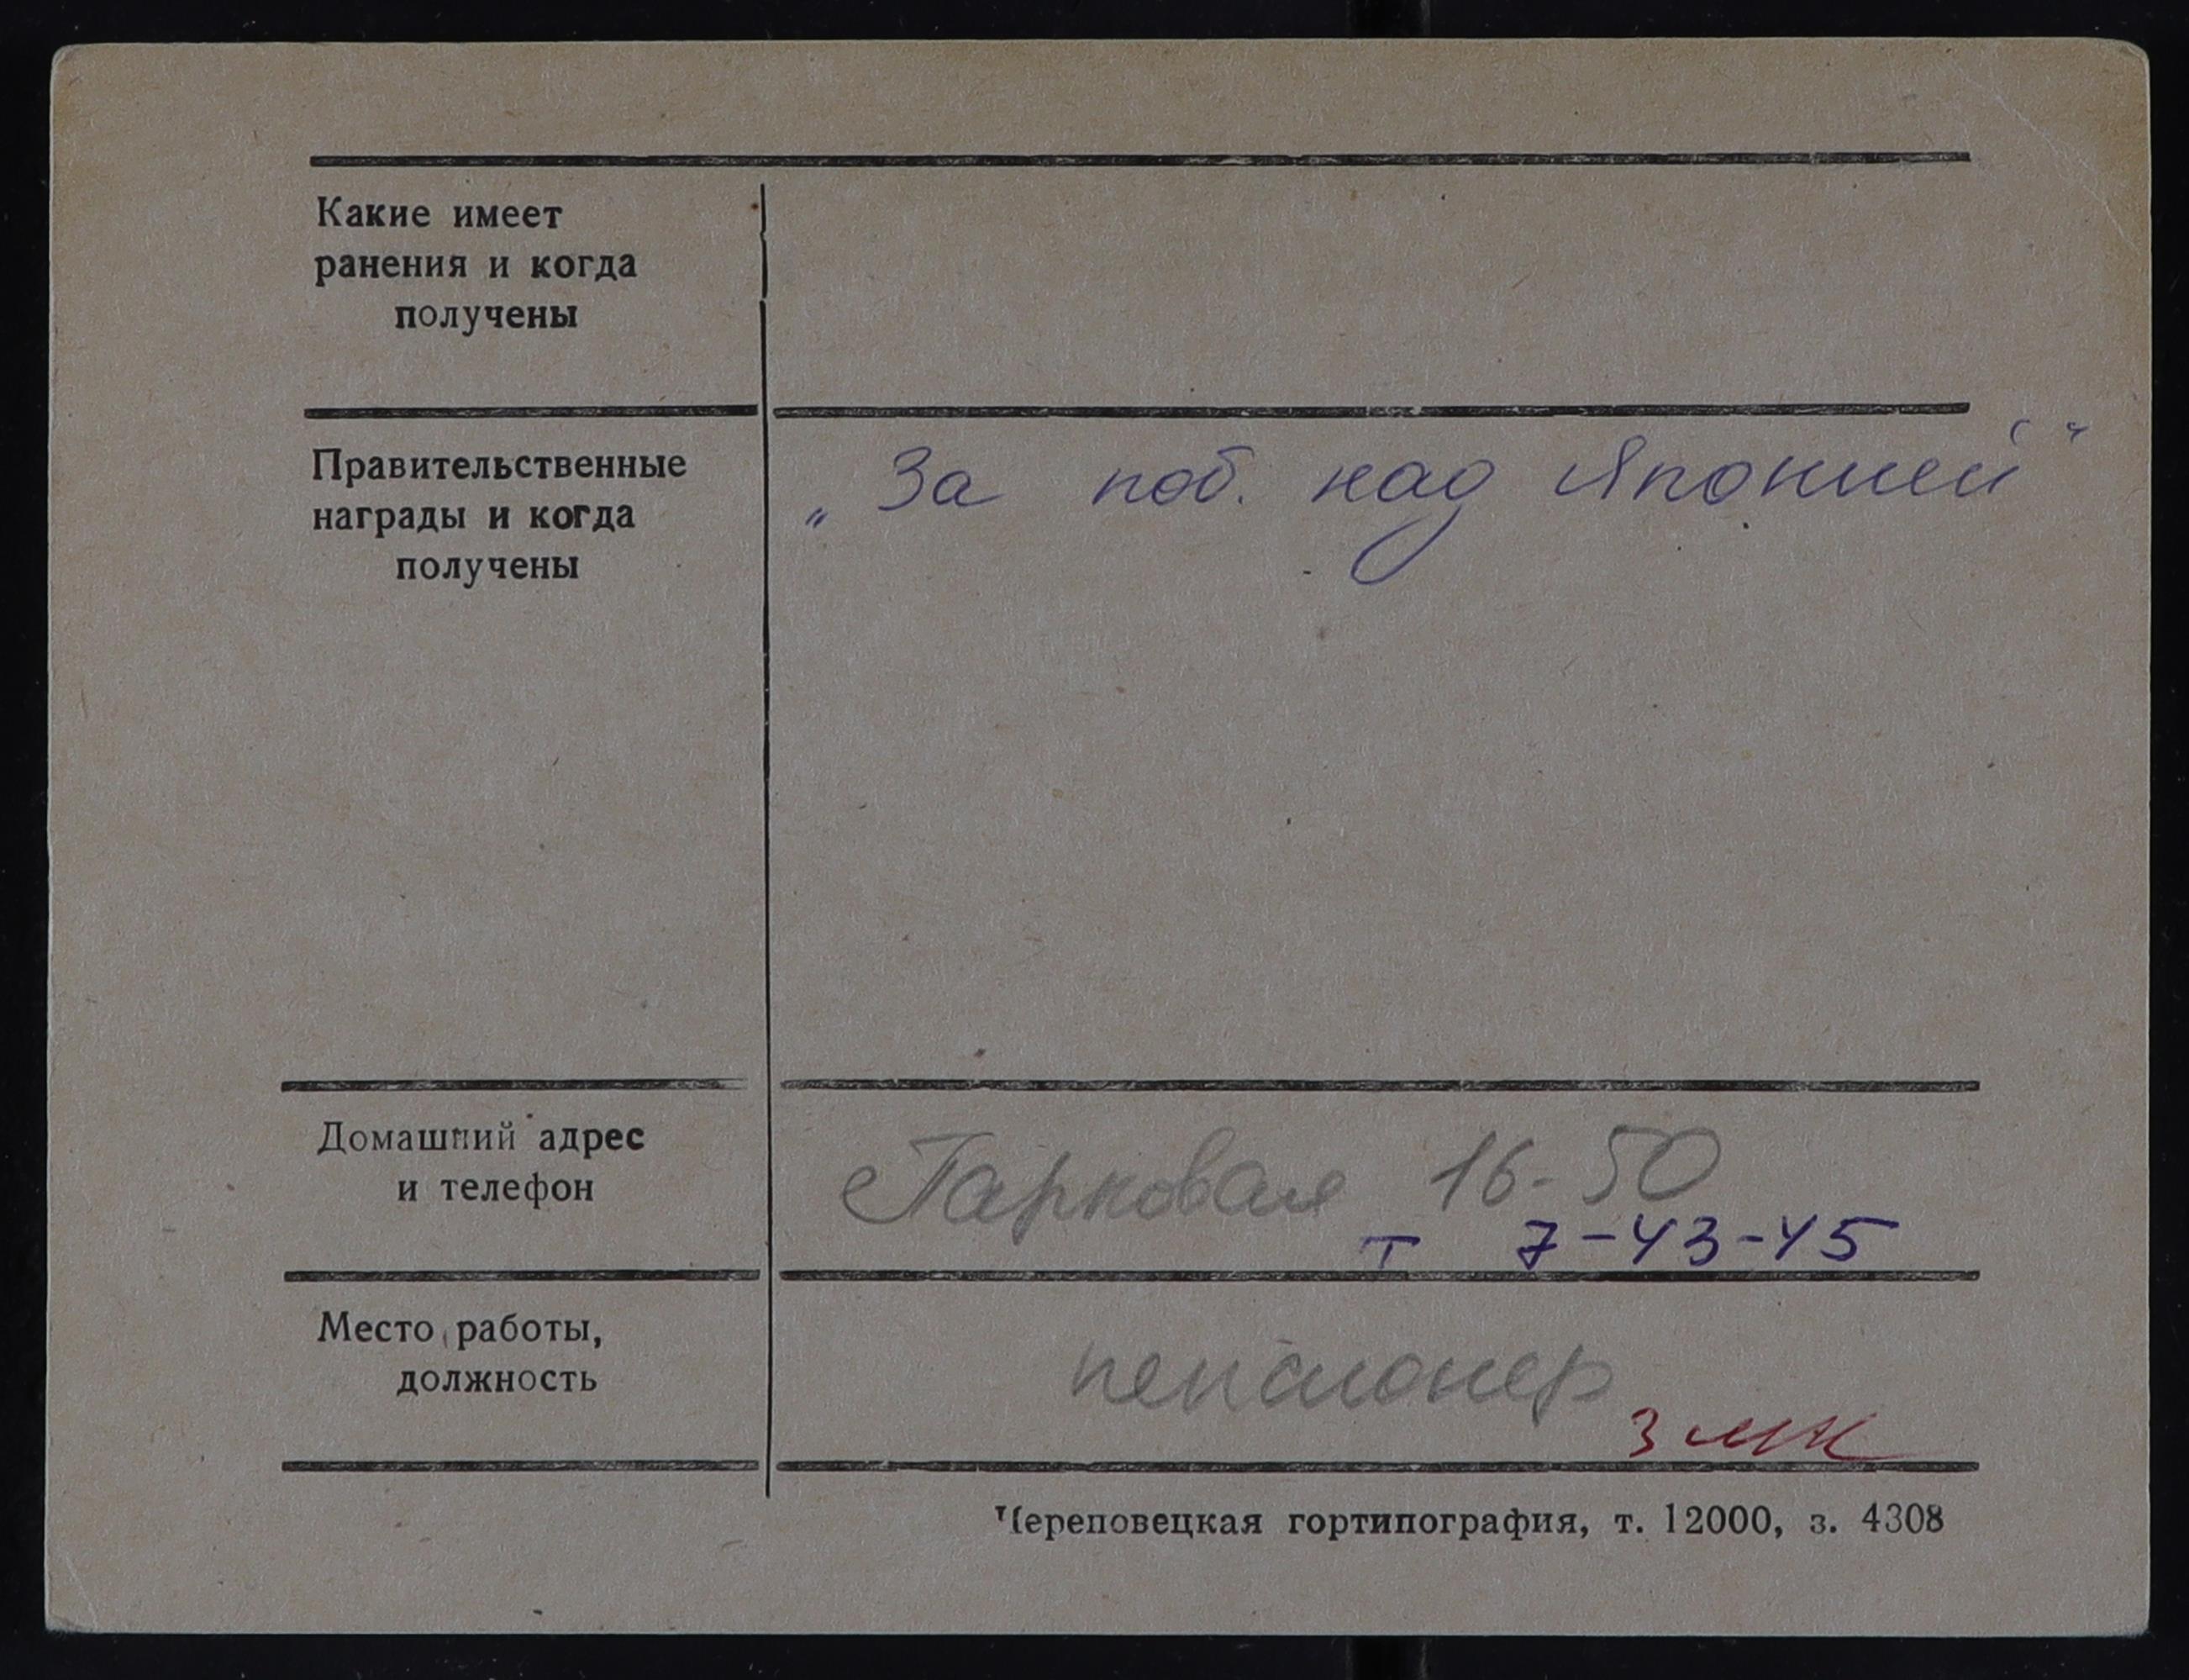 Какие имеет
ранения и когда
получены
Правительственные
награды и когда
получены
„За поб. над Японией“
Домашний адрес
и телефон
Парковая 16-50
т 7-43-45
Место работы,
должность
пенсионер
ЗМК
Череповецкая гортипография, т. 12000, з. 4308